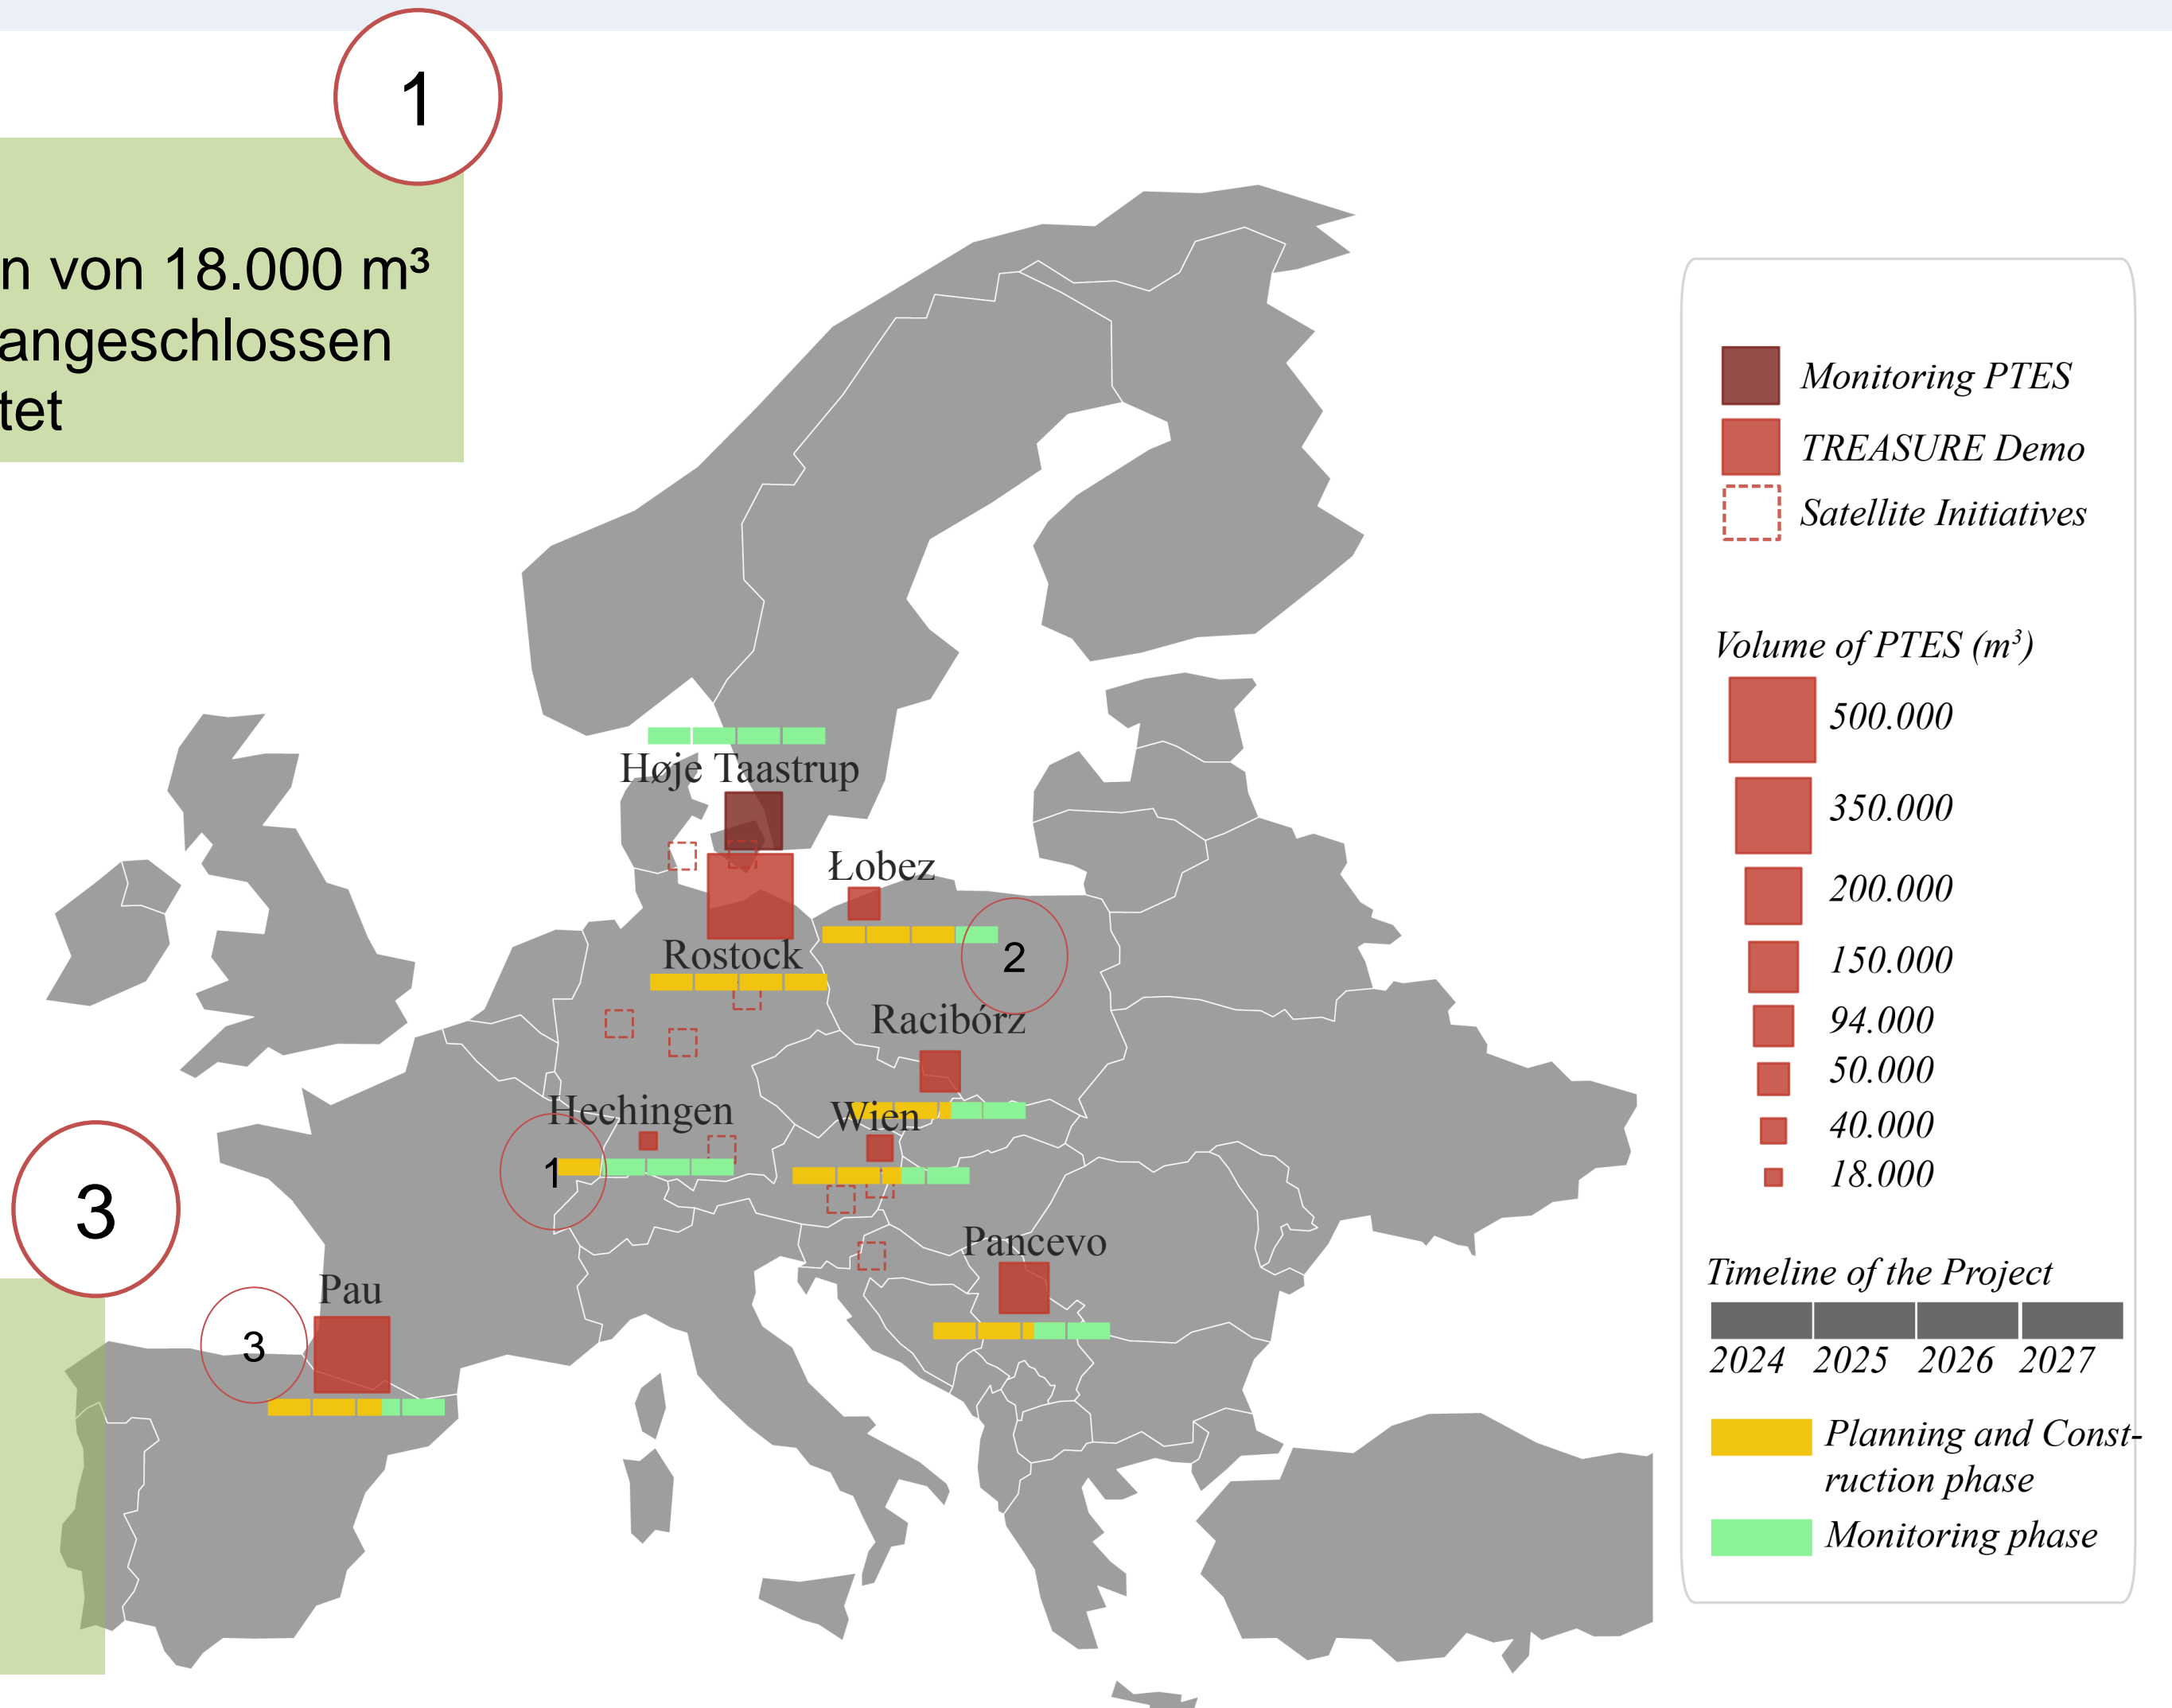 1
n von 18.000 m³
angeschlossen
tet
Monitoring PTES
TREASURE Demo
Satellite Initiatives
Volume of PTES (m³)
500.000
350.000
200.000
150.000
94.000
50.000
40.000
18.000
Timeline of the Project
2024 2025 2026 2027
Planning and Const-
ruction phase
Monitoring phase
Høje Taastrup
Łobez
Rostock
2
Racibórz
Hechingen
Wien
1
3
Pancevo
Pau
3